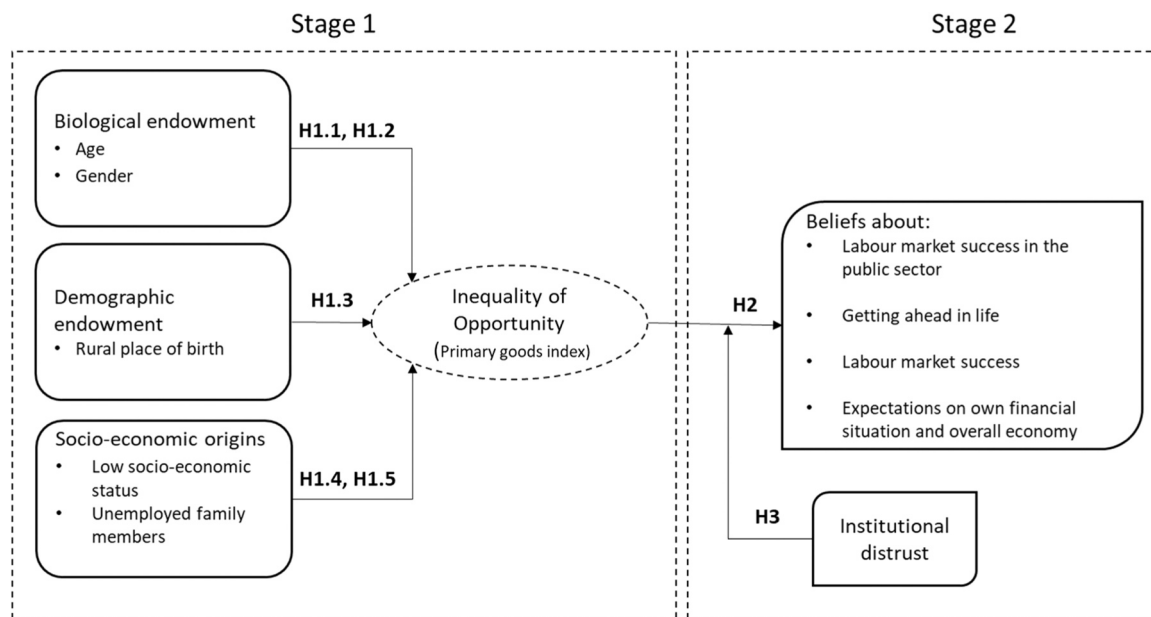 Stage 1
Stage 2
Biological endowment
• Age
• Gender
H1.1, H1.2
Demographic
endowment
• Rural place of birth
H1.3
Socio-economic origins
• Low socio-economic
status
• Unemployed family
members
H1.4, H1.5
Inequality of
Opportunity
(Primary goods index)
H2
Beliefs about:
• Labour market success in the
public sector
• Getting ahead in life
• Labour market success
• Expectations on own financial
situation and overall economy
H3
Institutional
distrust